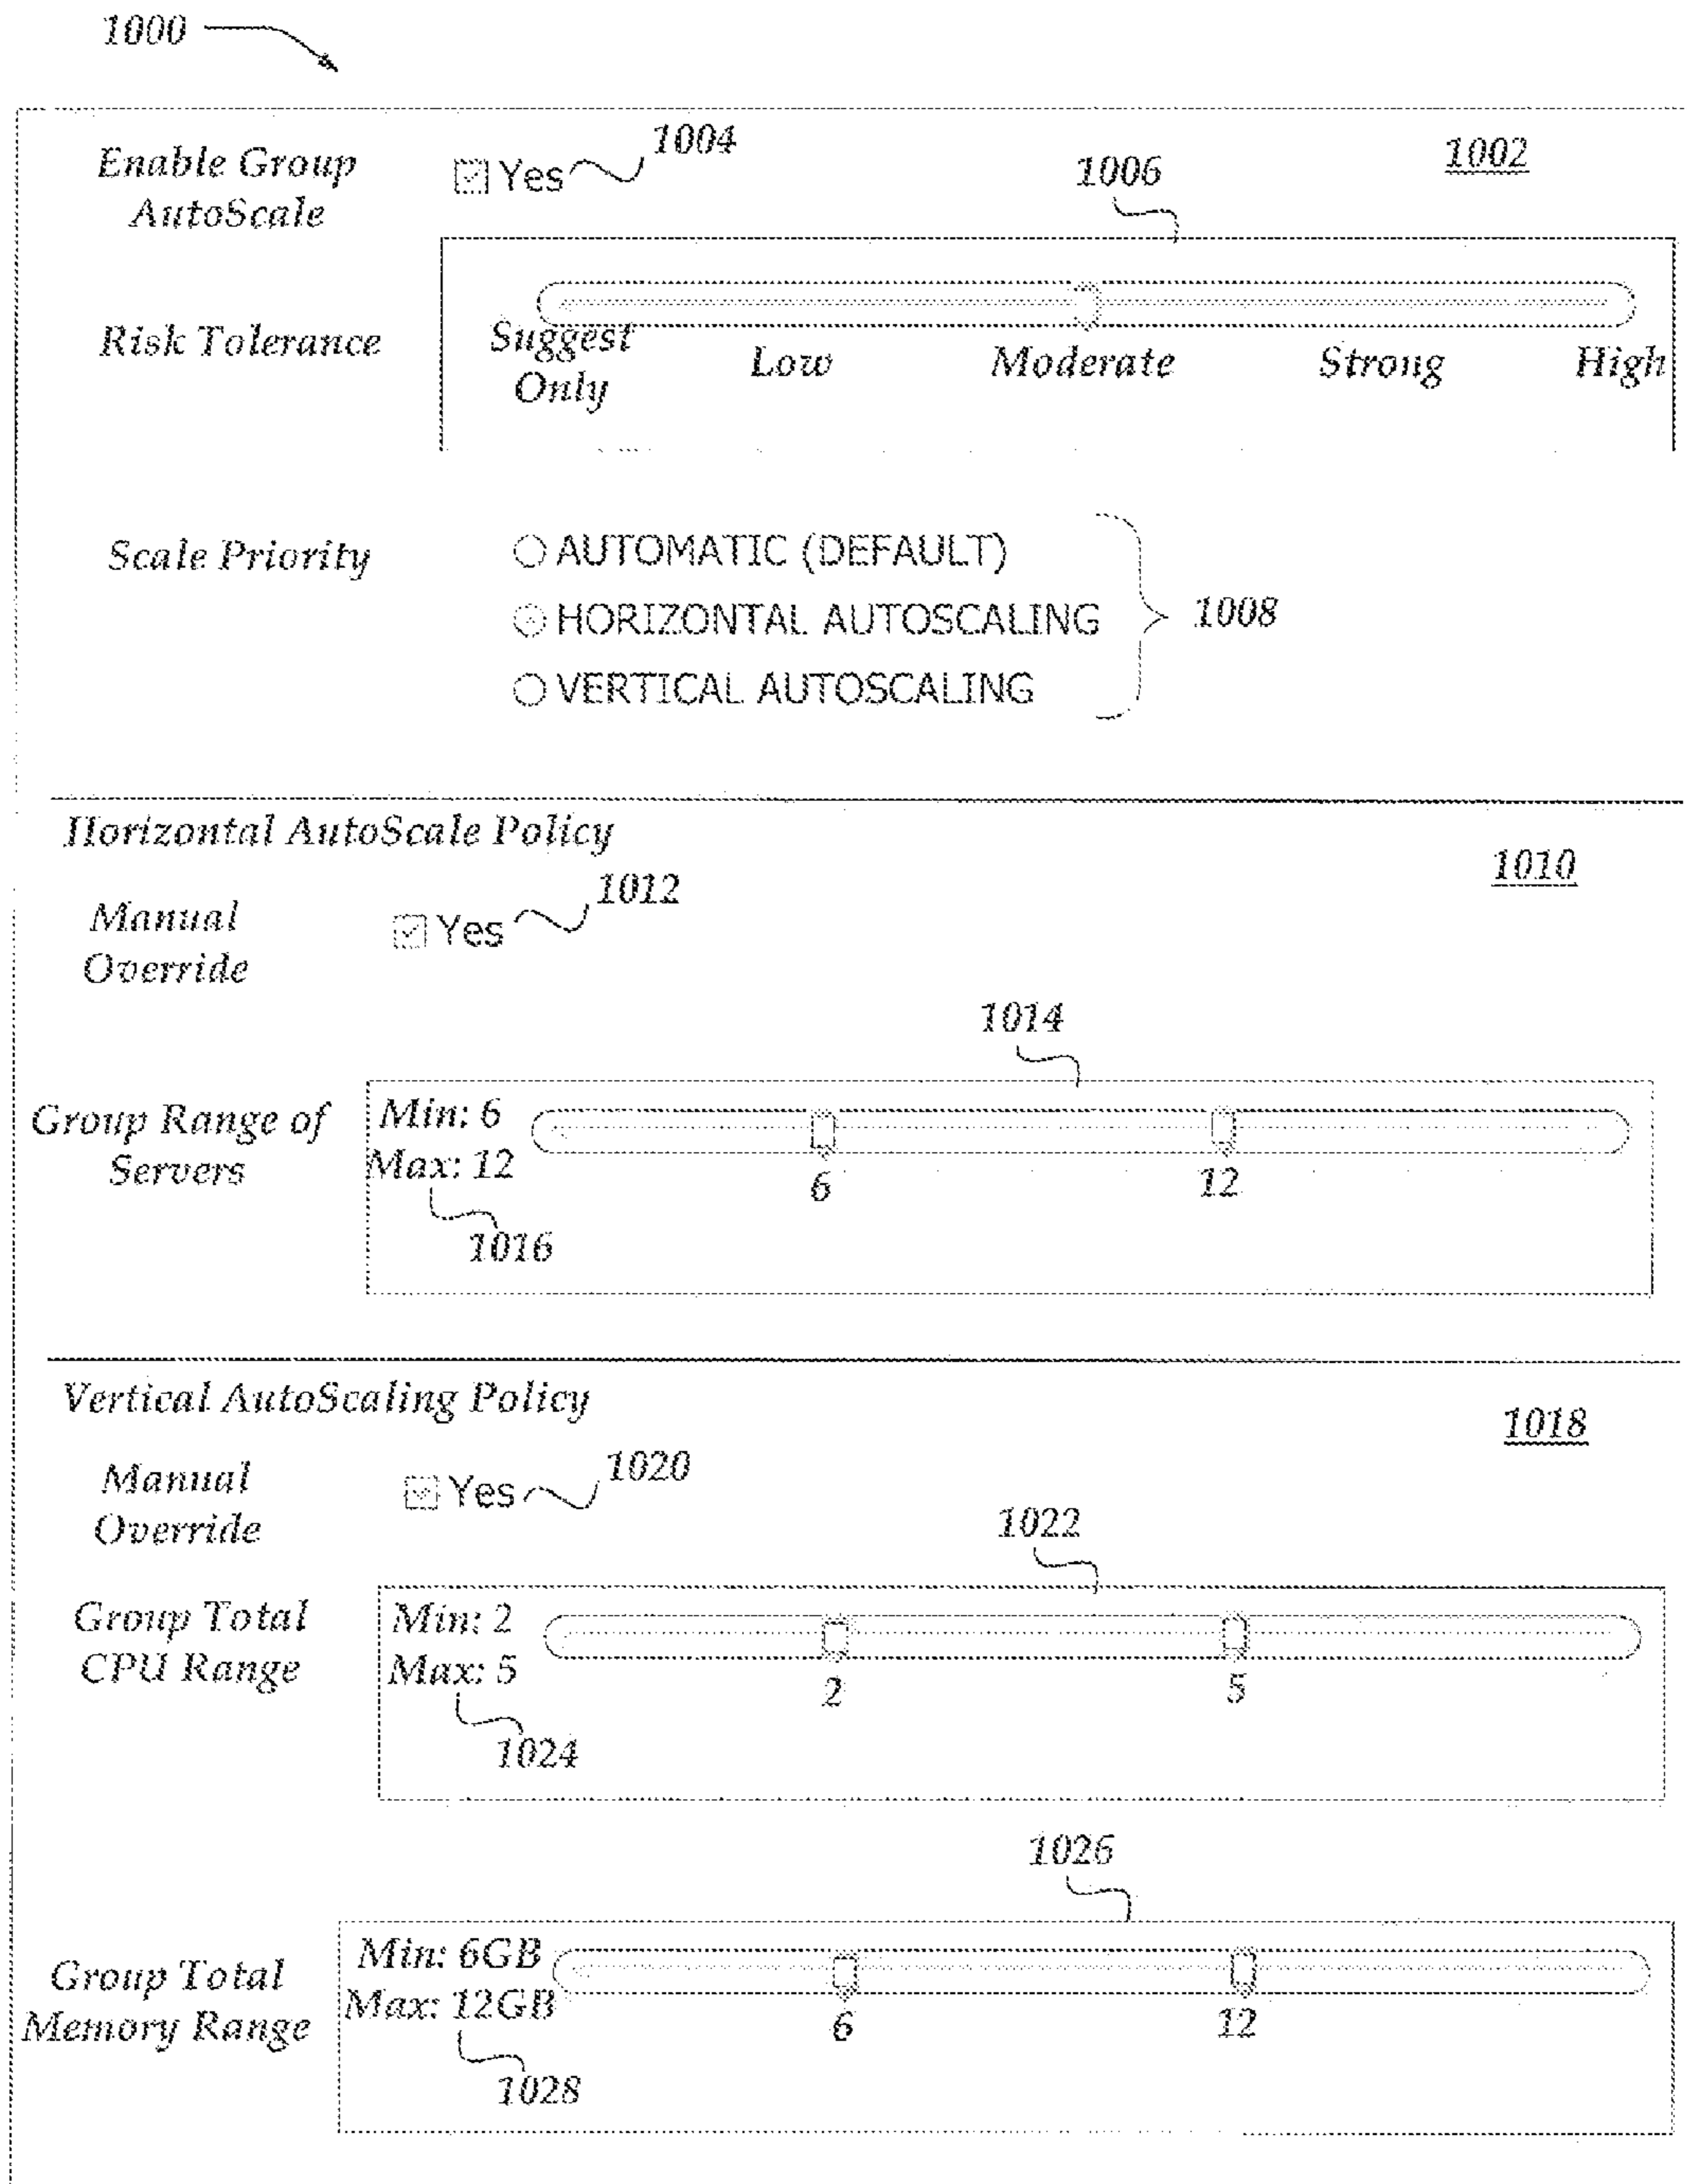 1000
Enable Group
AutoScale
Yes
1004
1002
1006
Risk Tolerance
Suggest
Only
Low
Moderate
Strong
High
Scale Priority
AUTOMATIC (DEFAULT)
HORIZONTAL AUTOSCALING
VERTICAL AUTOSCALING
1008
Horizontal AutoScale Policy
1010
Manual
Override
Yes
1012
1014
Group Range of
Servers
Min: 6
Max: 12
6
12
1016
Vertical AutoScaling Policy
1018
Manual
Override
Yes
1020
1022
Group Total
CPU Range
Min: 2
Max: 5
2
5
1024
1026
Group Total
Memory Range
Min: 6GB
Max: 12GB
6
12
1028